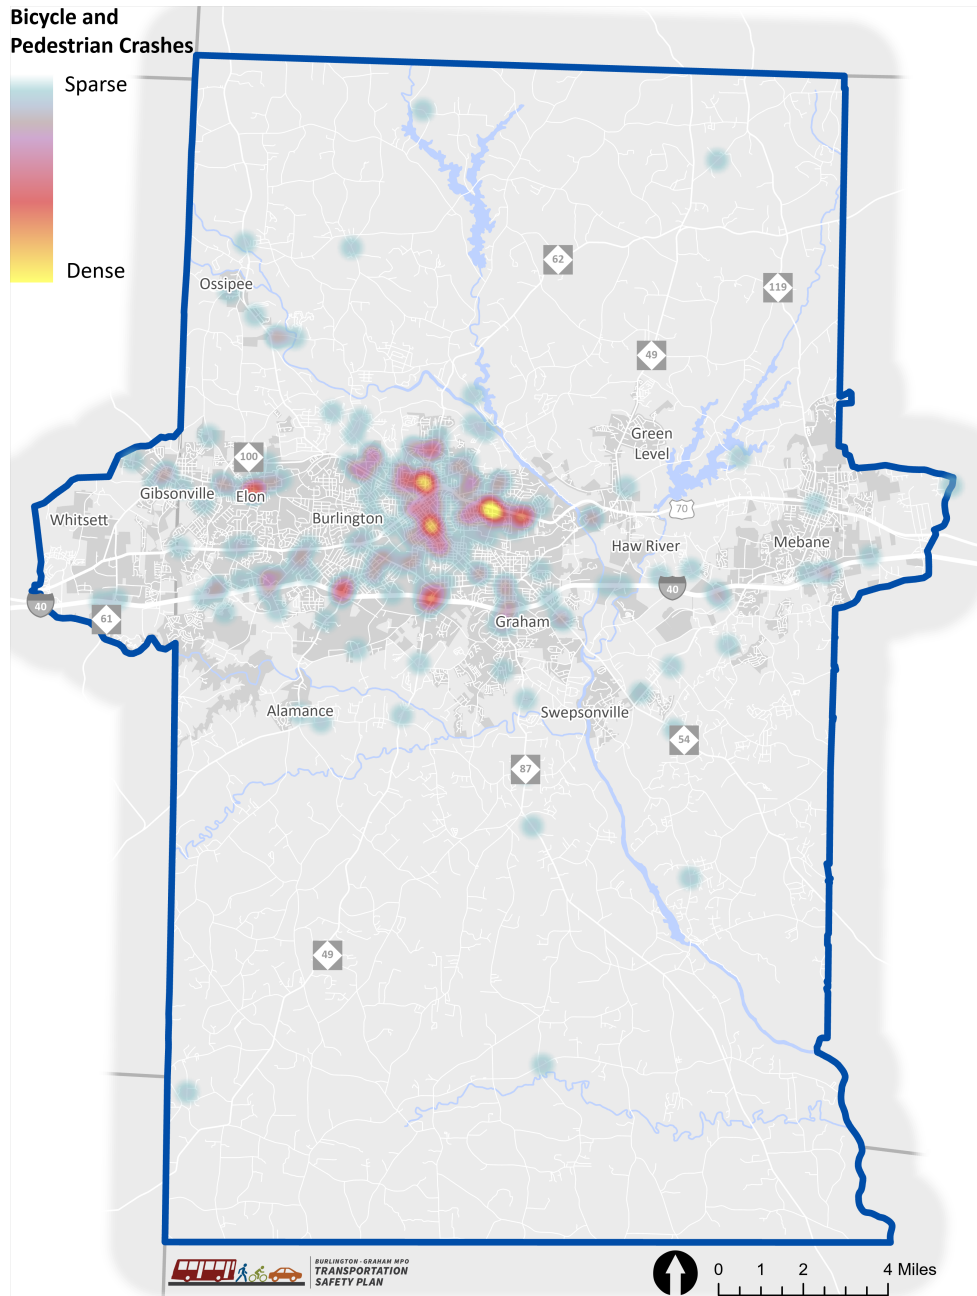 Bicycle and
Pedestrian Crashes
Sparse
Dense
62
Ossipee
119
49
Green
Level
100
Gibsonville
Elon
Whitsett
Burlington
70
Haw River
Mebane
40
40
61
Graham
Alamance
Swepsonville
54
87
49
BURLINGTON - GRAHAM MPO
TRANSPORTATION
SAFETY PLAN
0 1 2 4 Miles